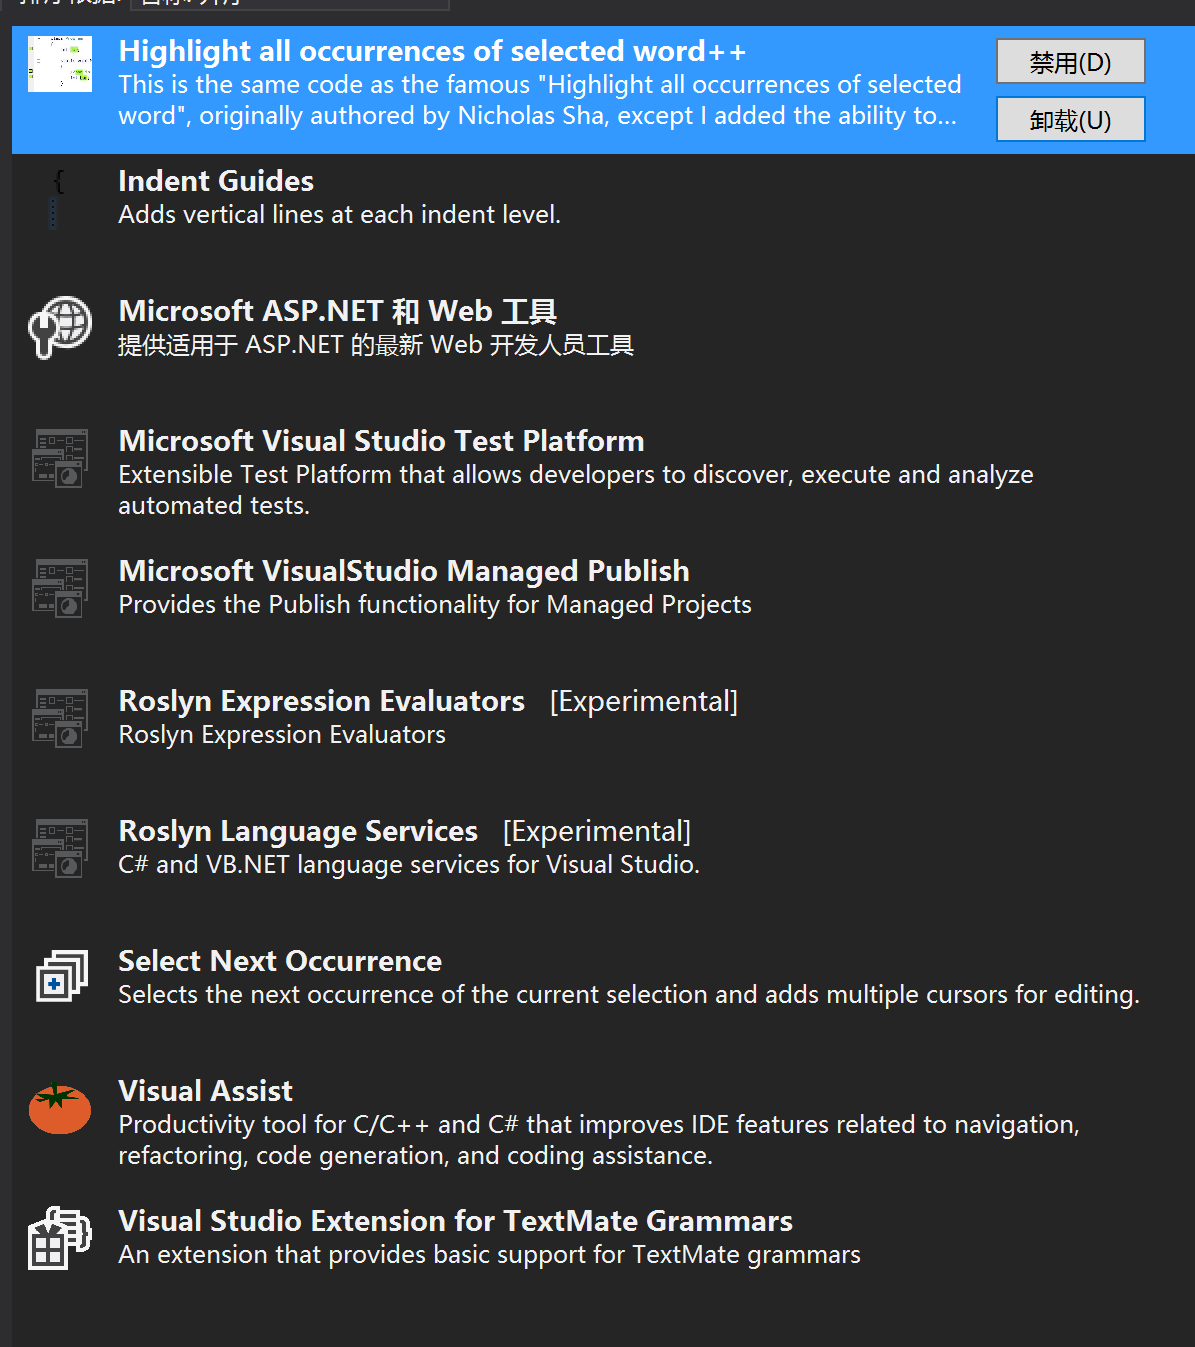 Highlight all occurrences of selected word++
This is the same code as the famous "Highlight all occurrences of selected
word", originally authored by Nicholas Sha, except I added the ability to...
禁用(D)
卸载(U)
Indent Guides
Adds vertical lines at each indent level.
Microsoft ASP.NET 和 Web 工具
提供适用于 ASP.NET 的最新 Web 开发人员工具
Microsoft Visual Studio Test Platform
Extensible Test Platform that allows developers to discover, execute and analyze
automated tests.
Microsoft VisualStudio Managed Publish
Provides the Publish functionality for Managed Projects
Roslyn Expression Evaluators [Experimental]
Roslyn Expression Evaluators
Roslyn Language Services [Experimental]
C# and VB.NET language services for Visual Studio.
Select Next Occurrence
Selects the next occurrence of the current selection and adds multiple cursors for editing.
Visual Assist
Productivity tool for C/C++ and C# that improves IDE features related to navigation,
refactoring, code generation, and coding assistance.
Visual Studio Extension for TextMate Grammars
An extension that provides basic support for TextMate grammars